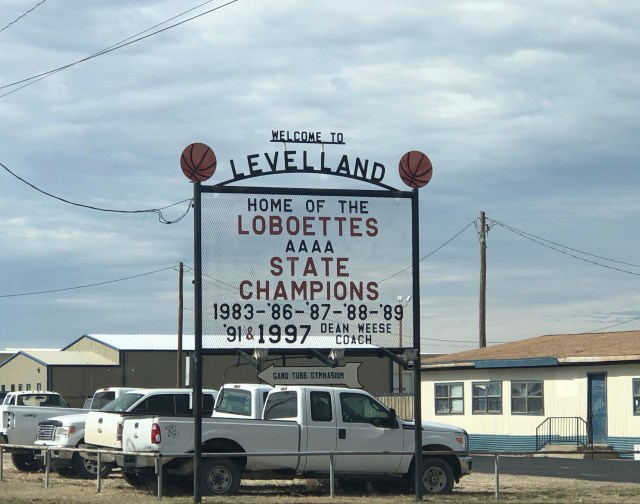 WELCOME TO
LEVELLAND
HOME OF THE
LOBOETTES
AAAA
STATE
CHAMPIONS
1983-'86-'87-'88-'89
'91 & 1997 DEAN WEESE
COACH
GANO TUBB GYMNASIUM